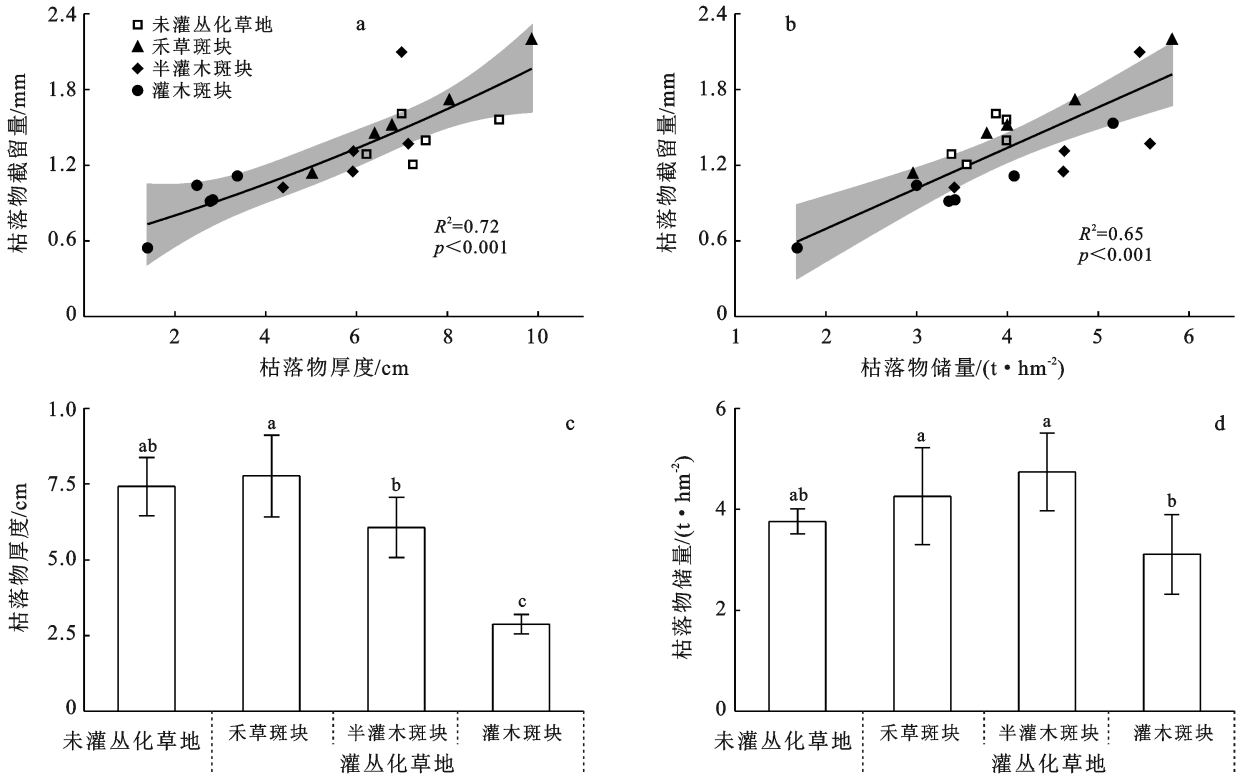 a
未灌丛化草地
禾草斑块
半灌木斑块
灌木斑块
2.4
1.8
1.2
0.6
0
枯落物截留量/mm
R²=0.72
p<0.001
2 4 6 8 10
枯落物厚度/cm
b
2.4
1.8
1.2
0.6
0
枯落物截留量/mm
R²=0.65
p<0.001
1 2 3 4 5 6
枯落物储量/(t·hm⁻²)
c
1.0
7.5
5.0
2.5
0
枯落物厚度/cm
ab a b c
未灌丛化草地 禾草斑块 半灌木斑块 灌木斑块
灌丛化草地
d
6
4
2
0
枯落物储量/(t·hm⁻²)
ab a a b
未灌丛化草地 禾草斑块 半灌木斑块 灌木斑块
灌丛化草地